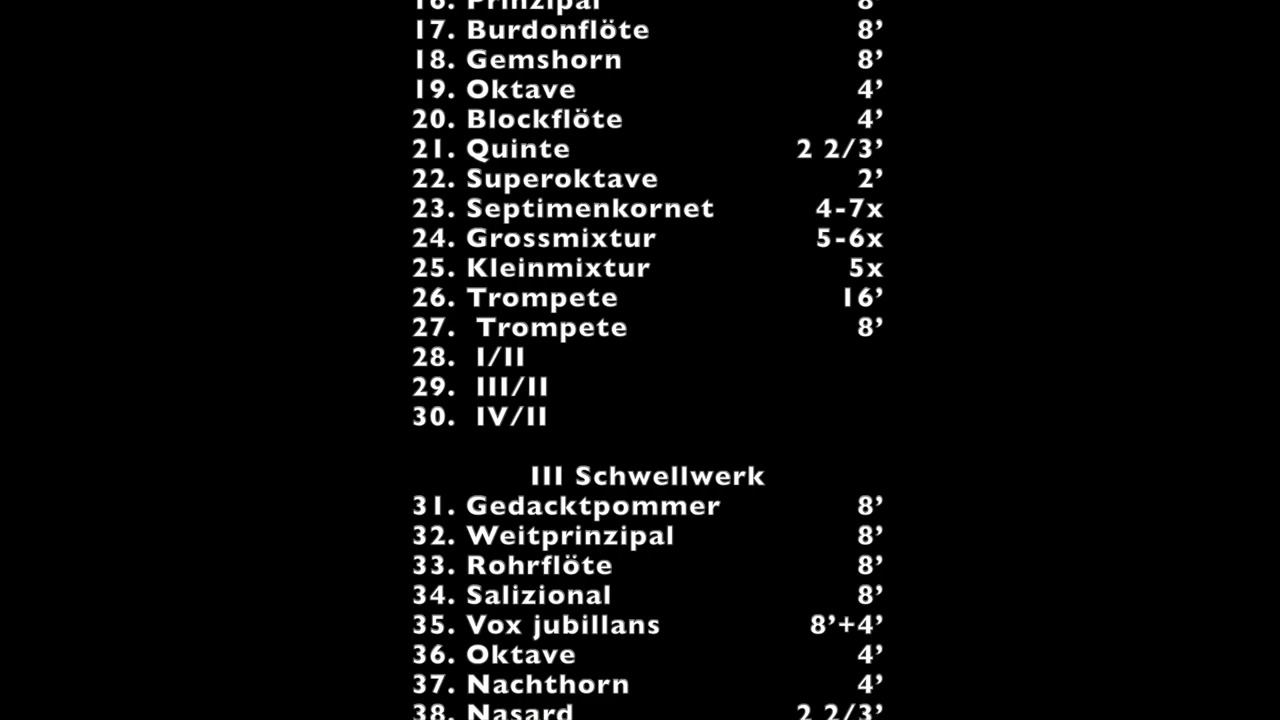 16. Prinzipal 8’
17. Burdonflöte 8’
18. Gemshorn 8’
19. Oktave 4’
20. Blockflöte 4’
21. Quinte 2 2/3’
22. Superoktave 2’
23. Septimenkornet 4-7x
24. Grossmixtur 5-6x
25. Kleinmixtur 5x
26. Trompete 16’
27. Trompete 8’
28. I/II
29. III/II
30. IV/II
III Schwellwerk
31. Gedacktpommer 8’
32. Weitprinzipal 8’
33. Rohrflöte 8’
34. Salizional 8’
35. Vox jubillans 8’+4’
36. Oktave 4’
37. Nachthorn 4’
38. Nasard 2 2/3’